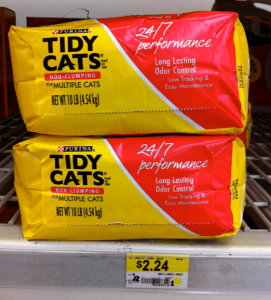 PURINA
TIDY
CATS
NON-CLUMPING
FOR MULTIPLE CATS
NET WT 10 LB (4.54 kg)
24/7
performance
Long Lasting
Odor Control
Low Tracking &
Easy Maintenance
PURINA
TIDY
CATS
NON-CLUMPING
FOR MULTIPLE CATS
NET WT 10 LB (4.54 kg)
24/7
performance
Long Lasting
Odor Control
Low Tracking &
Easy Maintenance
$2.24